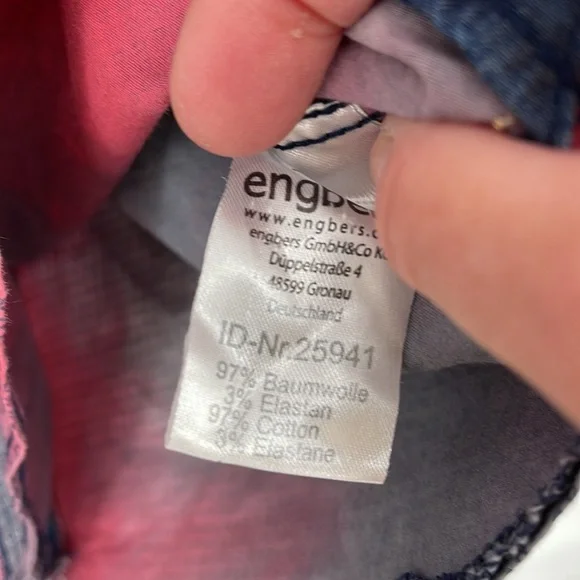 engbe
www.engbers.c
engbers GmbH&Co K
Düppelstraße 4
48599 Gronau
Deutschland
ID-Nr.25941
97% Baumwolle
3% Elastan
97% Cotton
3% Elastane